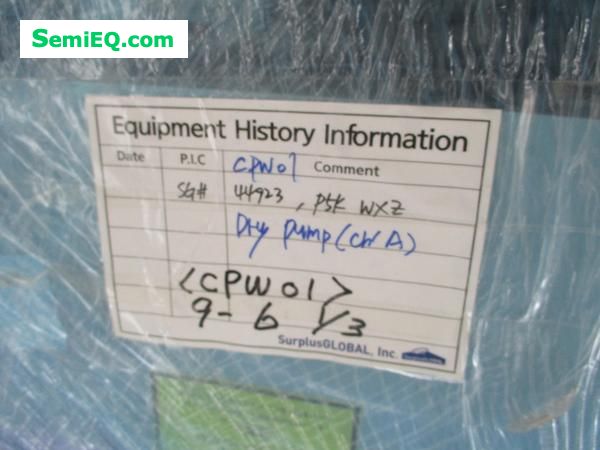 SemiEQ.com
Equipment History Information
Date P.I.C CPW01 Comment
SG# 44923, PSK WXZ
Dry Pump (CH A)
<CPW01>
9-6 1/3
SurplusGLOBAL, Inc.